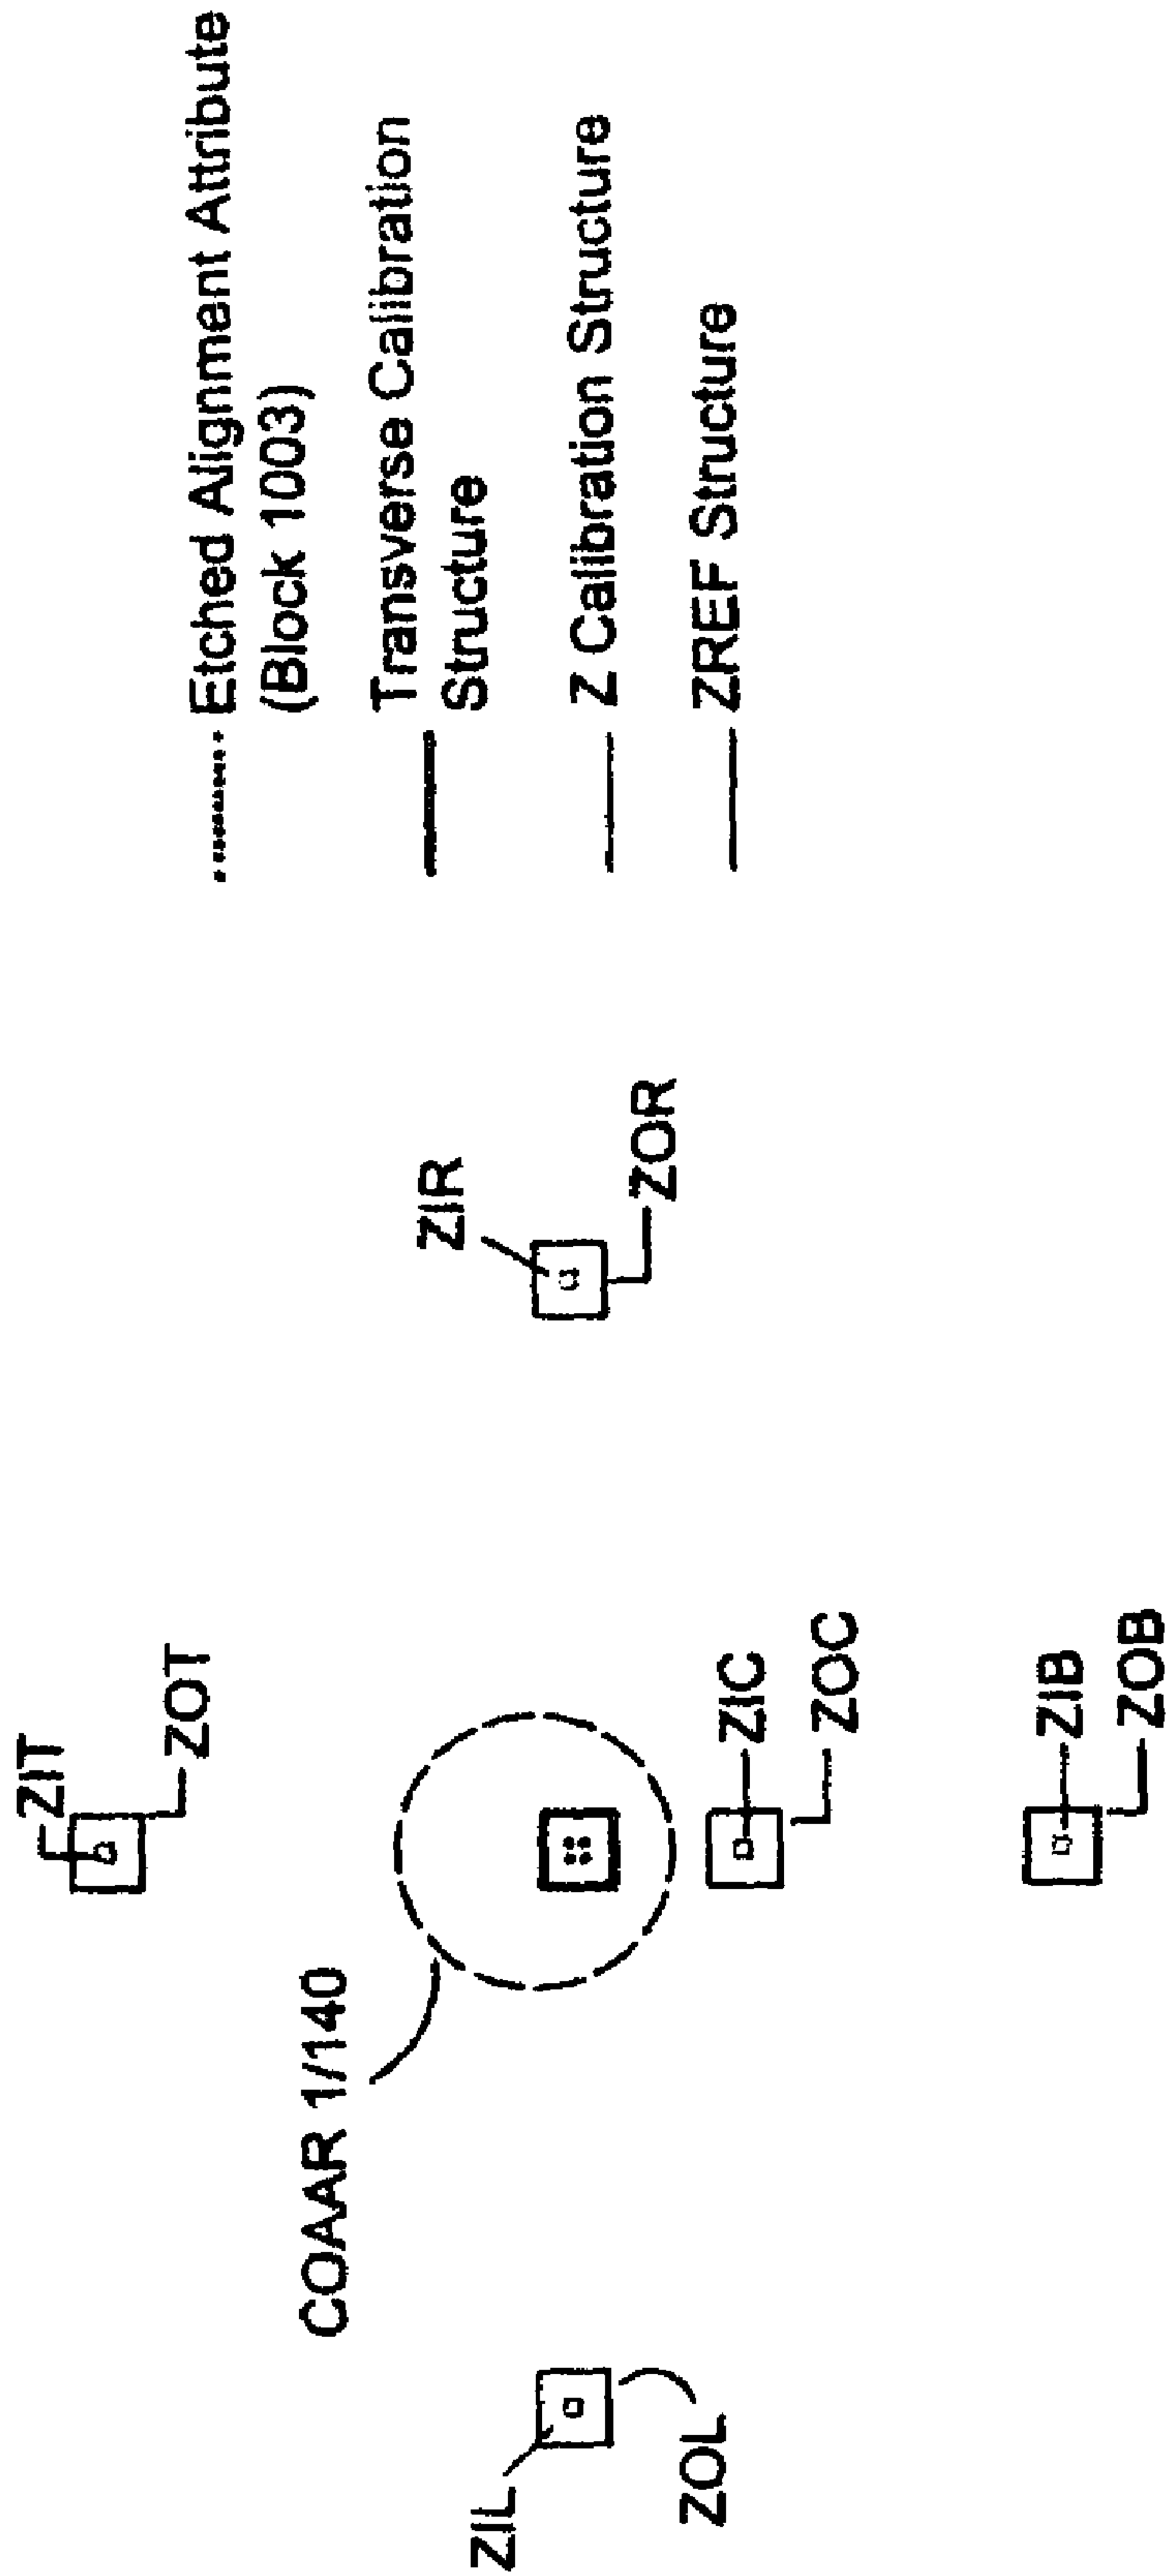 ZIT
ZOT
COAAR 1/140
ZIL
ZOL
ZIR
ZOR
ZIC
ZOC
ZIB
ZOB
Etched Alignment Attribute
(Block 1003)
Transverse Calibration
Structure
Z Calibration Structure
ZREF Structure